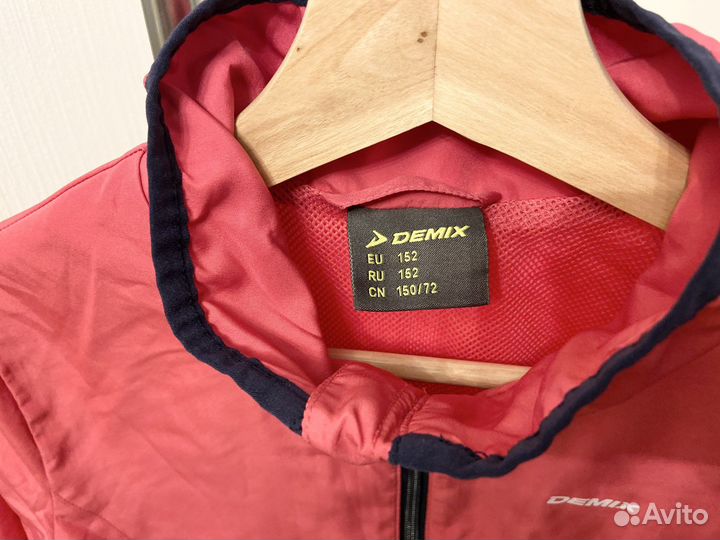 DEMIX
EU 152
RU 152
CN 150/72
DEMIX
Avito